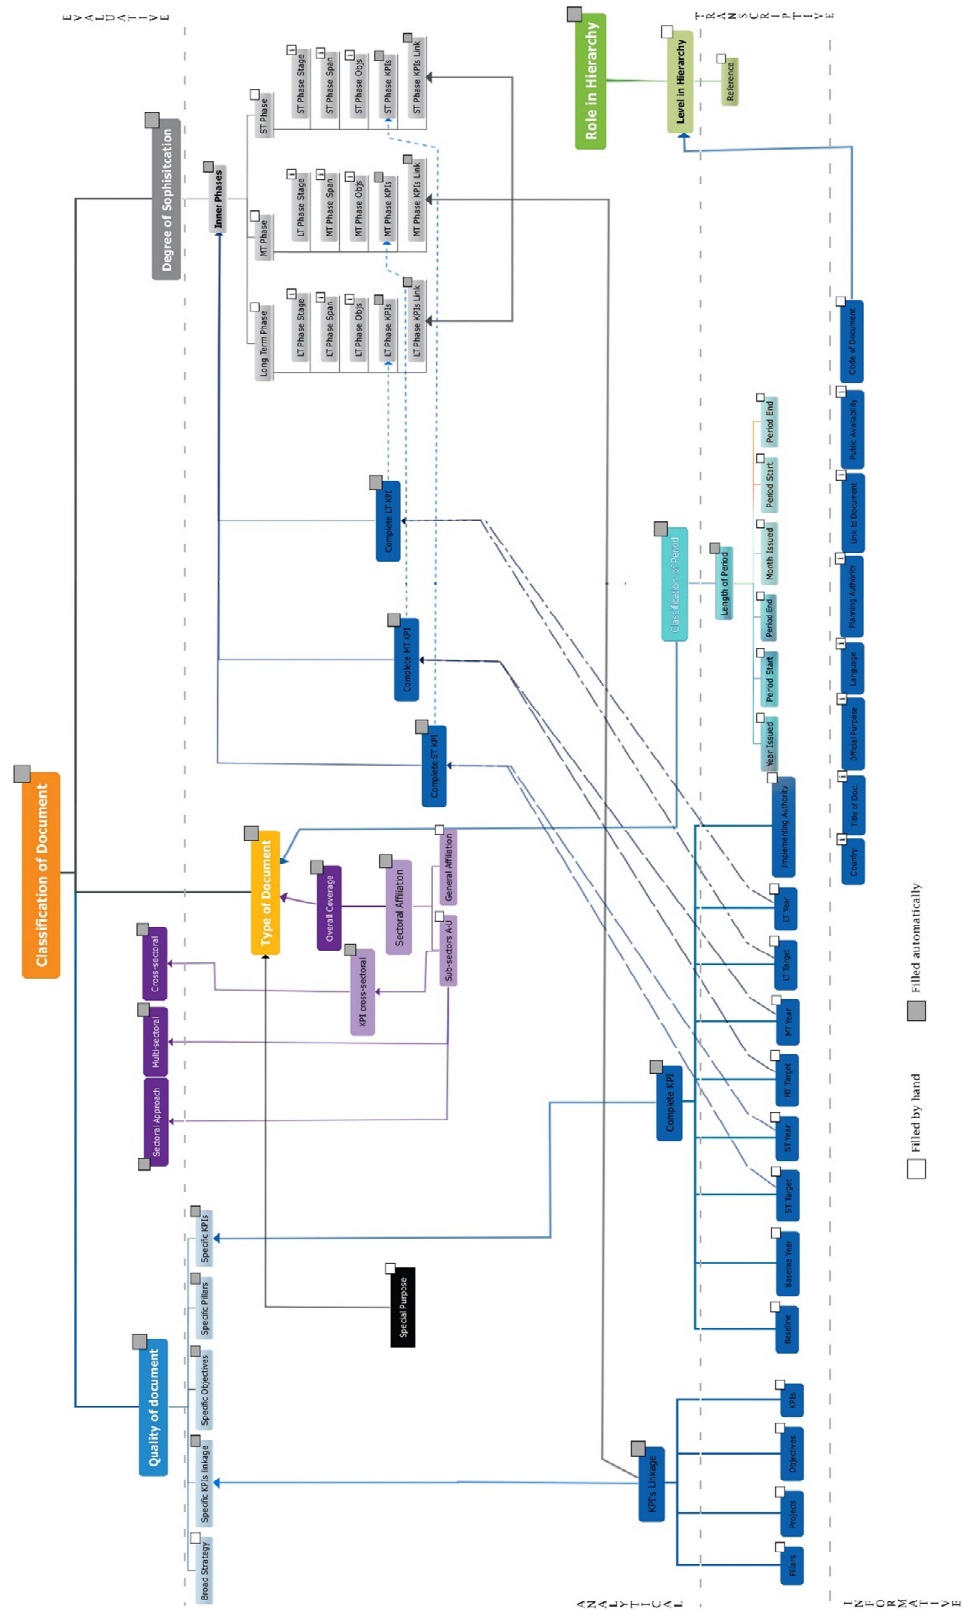 EVALUATIVE
Classification of Document
Quality of document
Degree of Sophisitcation
Sectoral Approach
Multi-sectoral
Cross-sectoral
Broad Strategy
Specific KPIs linkage
Specific Objectives
Specific Pillars
Specific KPIs
Inner Phases
Type of Document
Long Term Phase
MT Phase
ST Phase
Overall Coverage
LT Phase Stage
LT Phase Span
LT Phase Objs
LT Phase KPIs
LT Phase KPIs Link
LT Phase Stage
MT Phase Span
MT Phase Objs
MT Phase KPIs
MT Phase KPIs Link
ST Phase Stage
ST Phase Span
ST Phase Objs
ST Phase KPIs
ST Phase KPIs Link
KPI cross-sectoral
Sectoral Affiliation
Special Purpose
Sub-sectors A-U
General Affiliation
Complete ST KPI
Complete MT KPI
Complete LT KPI
ANALYTICAL
Role in Hierarchy
KPI's Linkage
Complete KPI
Classification of Period
Level in Hierarchy
TRANSCRIPTIVE
Length of Period
Reference
Pillars
Projects
Objectives
KPIs
Baseline
Baseline Year
ST Target
ST Year
MT Target
MT Year
LT Target
LT Year
Implementing Authority
Year Issued
Period Start
Period End
Month Issued
Period Start
Period End
INFORMATIVE
Country
Title of Doc.
Official Purpose
Language
Planning Authority
Link to Document
Public Availability
Code of Document
Filled by hand
Filled automatically